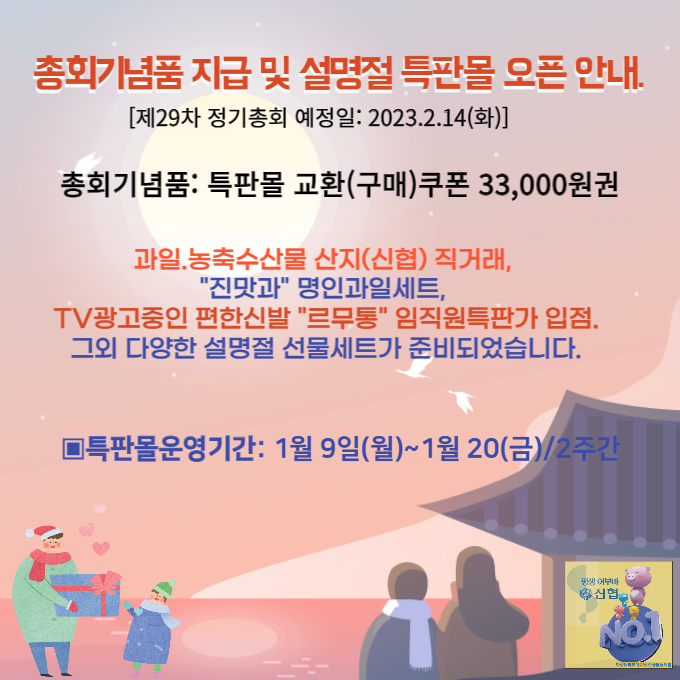 총회기념품 지급 및 설명절 특판몰 오픈 안내.
[제29차 정기총회 예정일: 2023.2.14(화)]
총회기념품: 특판몰 교환(구매)쿠폰 33,000원권
과일.농축수산물 산지(신협) 직거래,
"진맛과" 명인과일세트,
TV광고중인 편한신발 "르무통" 임직원특판가 입점.
그외 다양한 설명절 선물세트가 준비되었습니다.
▣특판몰운영기간: 1월 9일(월)~1월 20(금)/2주간
평생 어부바
신협
NO.1